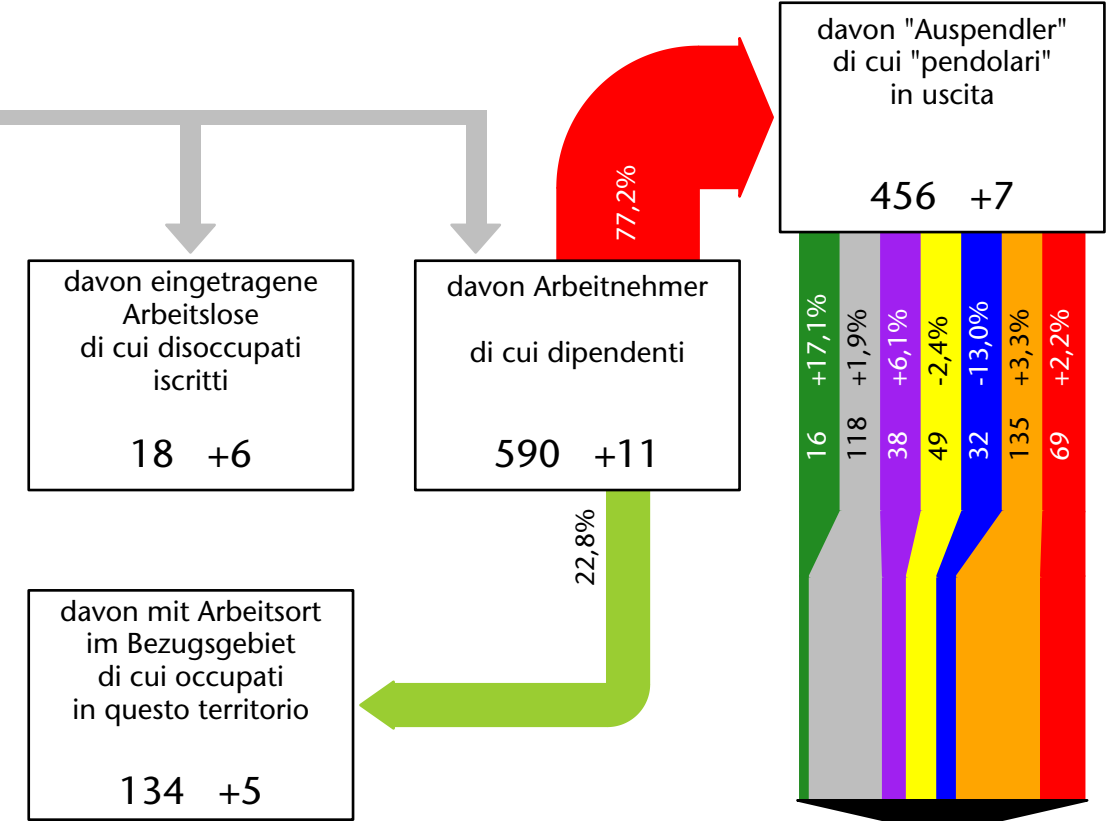 davon "Auspendler"
di cui "pendolari"
in uscita
456 +7
77,2%
davon eingetragene
Arbeitslose
di cui disoccupati
iscritti
18 +6
davon Arbeitnehmer
di cui dipendenti
590 +11
16 +17,1%
118 +1,9%
38 +6,1%
49 -2,4%
32 -13,0%
135 +3,3%
69 +2,2%
22,8%
davon mit Arbeitsort
im Bezugsgebiet
di cui occupati
in questo territorio
134 +5